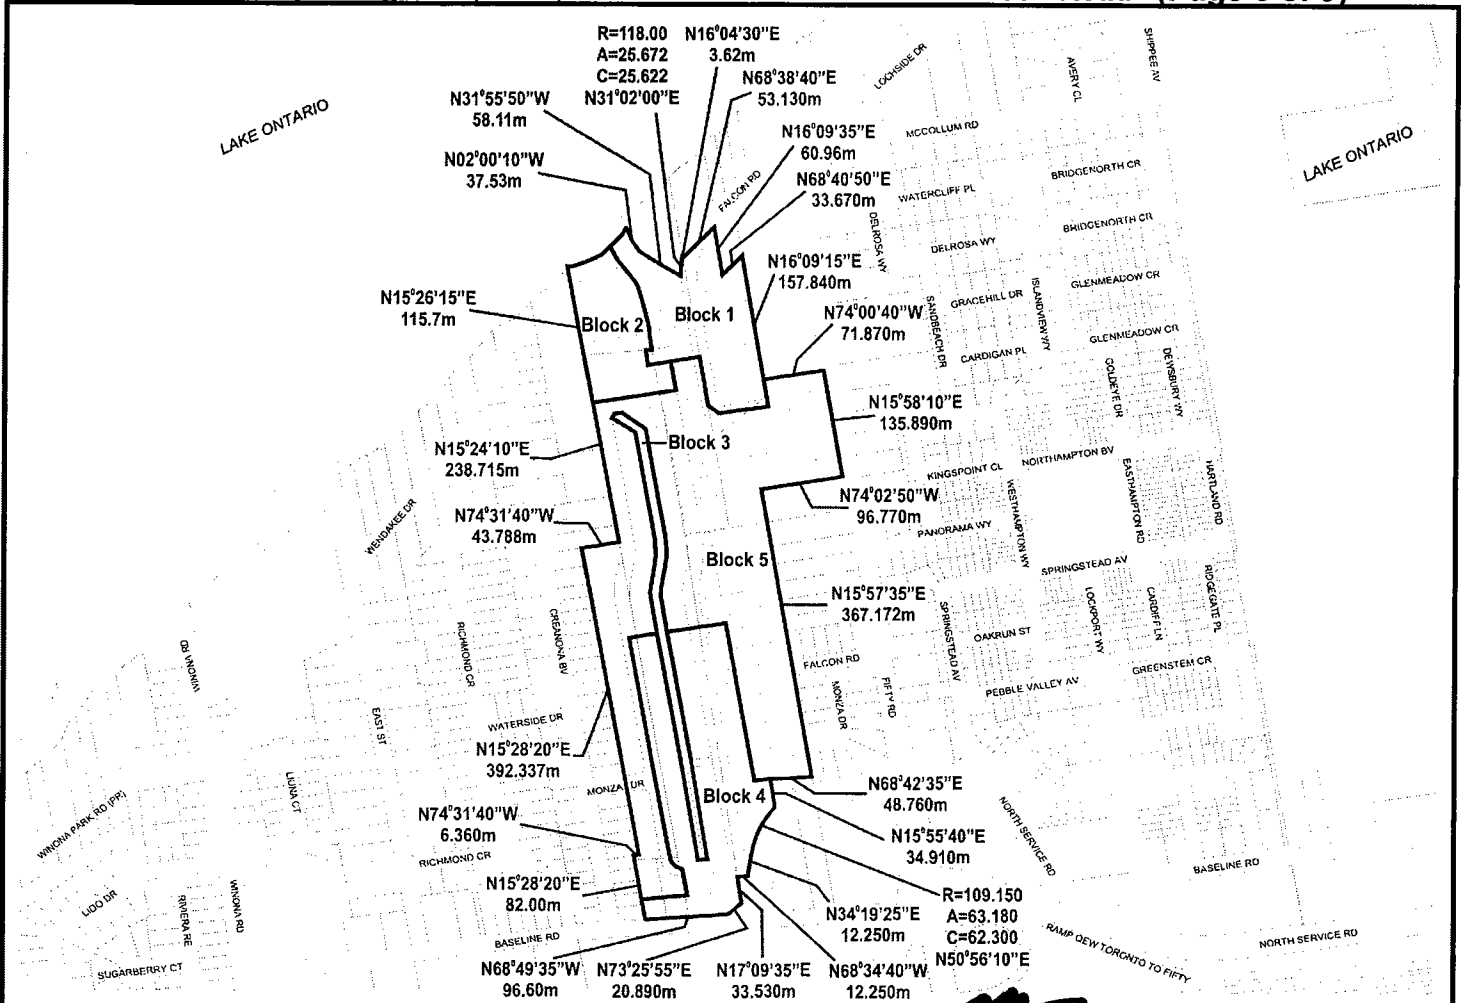 (Page
R=118.00
A=25.672
C=25.622
N31°02'00"E
N16°04'30"E
3.62m
N68°38'40"E
53.130m
N31°55'50"W
58.11m
N02°00'10"W
37.53m
N16°09'35"E
60.96m
N68°40'50"E
33.670m
N16°09'15"E
157.840m
N74°00'40"W
71.870m
N15°26'15"E
115.7m
Block 2
Block 1
N15°58'10"E
135.890m
N15°24'10"E
238.715m
Block 3
N74°02'50"W
96.770m
N74°31'40"W
43.788m
Block 5
N15°57'35"E
367.172m
N15°28'20"E
392.337m
N68°42'35"E
48.760m
Block 4
N15°55'40"E
34.910m
N74°31'40"W
6.360m
N15°28'20"E
82.00m
R=109.150
A=63.180
C=62.300
N50°56'10"E
N34°19'25"E
12.250m
N68°49'35"W
96.60m
N73°25'55"E
20.890m
N17°09'35"E
33.530m
N68°34'40"W
12.250m
LAKE ONTARIO
LAKE ONTARIO
LOCHSIDE DR
AVERY CL
SHIPPEE AV
MCCOLLUM RD
FALCON RD
WATERCLIFF PL
BRIDGENORTH CR
BRIDGENORTH CR
DELROSA WY
DELROSA WY
GLENMEADOW CR
GRACEHILL DR
ISLANDVIEW WY
SANDBEACH DR
GLENMEADOW CR
CARDIGAN PL
GOLDEYE DR
DEWSBURY WY
KINGSPOINT CL
NORTHAMPTON BV
EASTHAMPTON RD
HARTLAND RD
WESTHAMPTON WY
PANORAMA WY
SPRINGSTEAD AV
WENDAKEE DR
LOCKPORT WY
CARDIFF LN
RIDGEGATE PL
SPRINGSTEAD AV
OAKRUN ST
GREENSTEM CR
PEBBLE VALLEY AV
FALCON RD
MONZA DR
FIFTY RD
CREANONA BV
RICHMOND CR
WINONA RD
EAST ST
WATERSIDE DR
MONZA DR
LIUNA CT
WINONA PARK RD (PR)
RICHMOND CR
LIDO DR
RIVIERA RE
WINONA RD
SUGARBERRY CT
BASELINE RD
NORTH SERVICE RD
BASELINE RD
RAMP QEW TORONTO TO FIFTY
NORTH SERVICE RD